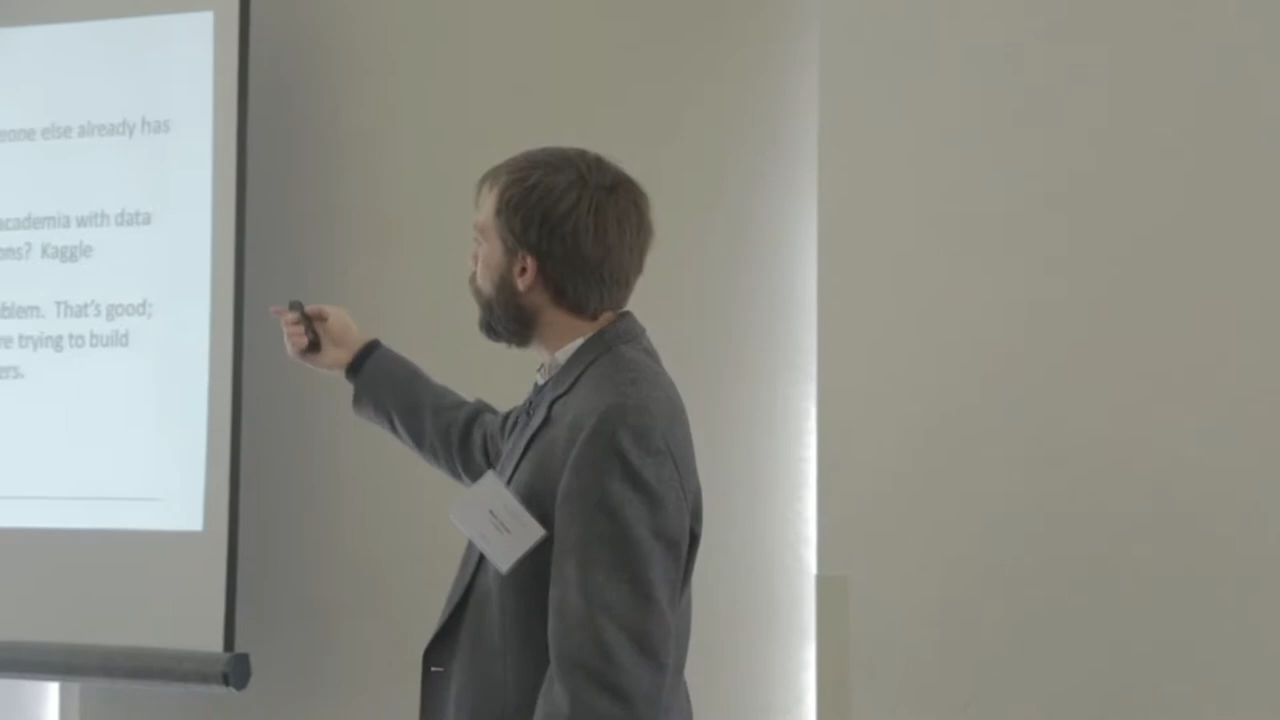 eone else already has
academia with data
ons? Kaggle
blem. That's good;
re trying to build
ers.